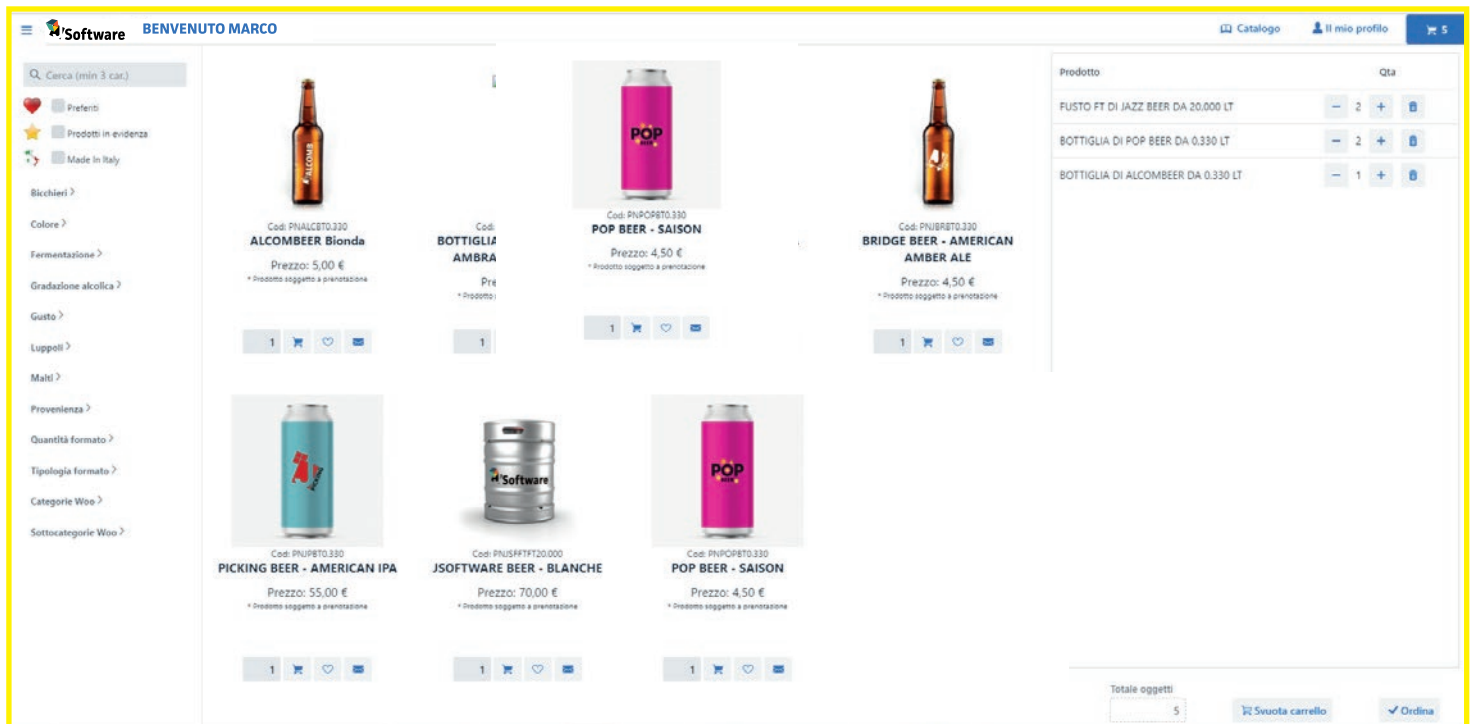 Software BENVENUTO MARCO
Catalogo
Il mio profilo
5
Cerca (min 3 car.)
Preferiti
Prodotti in evidenza
Made In Italy
Bicchieri
Colore
Fermentazione
Gradazione alcolica
Gusto
Luppoli
Malti
Provenienza
Quantità formato
Tipologia formato
Categorie Woo
Sottocategorie Woo
ALCOMB
Cod: PNALCBT0.330
ALCOMBEER Bionda
Prezzo: 5,00 €
* Prodotto soggetto a prenotazione
1
Cod:
BOTTIGLIA
AMBRA
Pre
* Prodotto
1
POP
BEER
Cod: PNPOPBT0.330
POP BEER - SAISON
Prezzo: 4,50 €
* Prodotto soggetto a prenotazione
1
Cod: PNJBRBT0.330
BRIDGE BEER - AMERICAN
AMBER ALE
Prezzo: 4,50 €
* Prodotto soggetto a prenotazione
1
PICKING
Cod: PNJPBT0.330
PICKING BEER - AMERICAN IPA
Prezzo: 55,00 €
* Prodotto soggetto a prenotazione
1
Software
Cod: PNJSFFTFT20.000
JSOFTWARE BEER - BLANCHE
Prezzo: 70,00 €
* Prodotto soggetto a prenotazione
1
POP
BEER
Cod: PNPOPBT0.330
POP BEER - SAISON
Prezzo: 4,50 €
* Prodotto soggetto a prenotazione
1
Prodotto Qta
FUSTO FT DI JAZZ BEER DA 20.000 LT 2
BOTTIGLIA DI POP BEER DA 0.330 LT 2
BOTTIGLIA DI ALCOMBEER DA 0.330 LT 1
Totale oggetti
5
Svuota carrello
Ordina